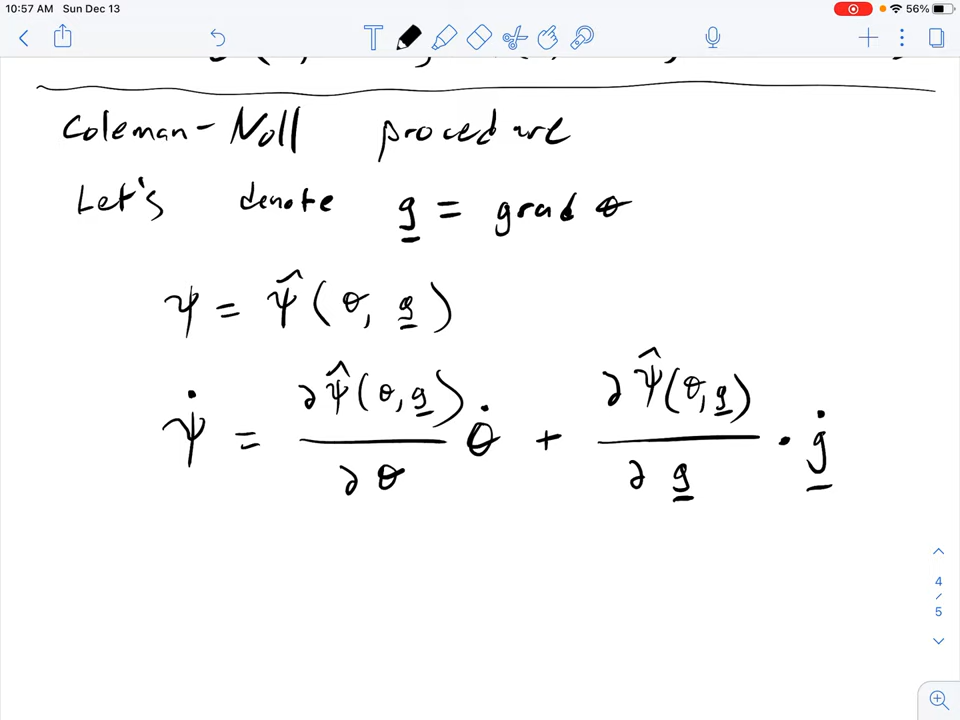 10:57 AM Sun Dec 13 56%
Coleman-Noll procedure
Let's denote g = grad θ
ψ = ψ̂(θ, g)
ψ̇ = ∂ψ̂(θ,g)/∂θ θ̇ + ∂ψ̂(θ,g)/∂g · ġ
4
/
5